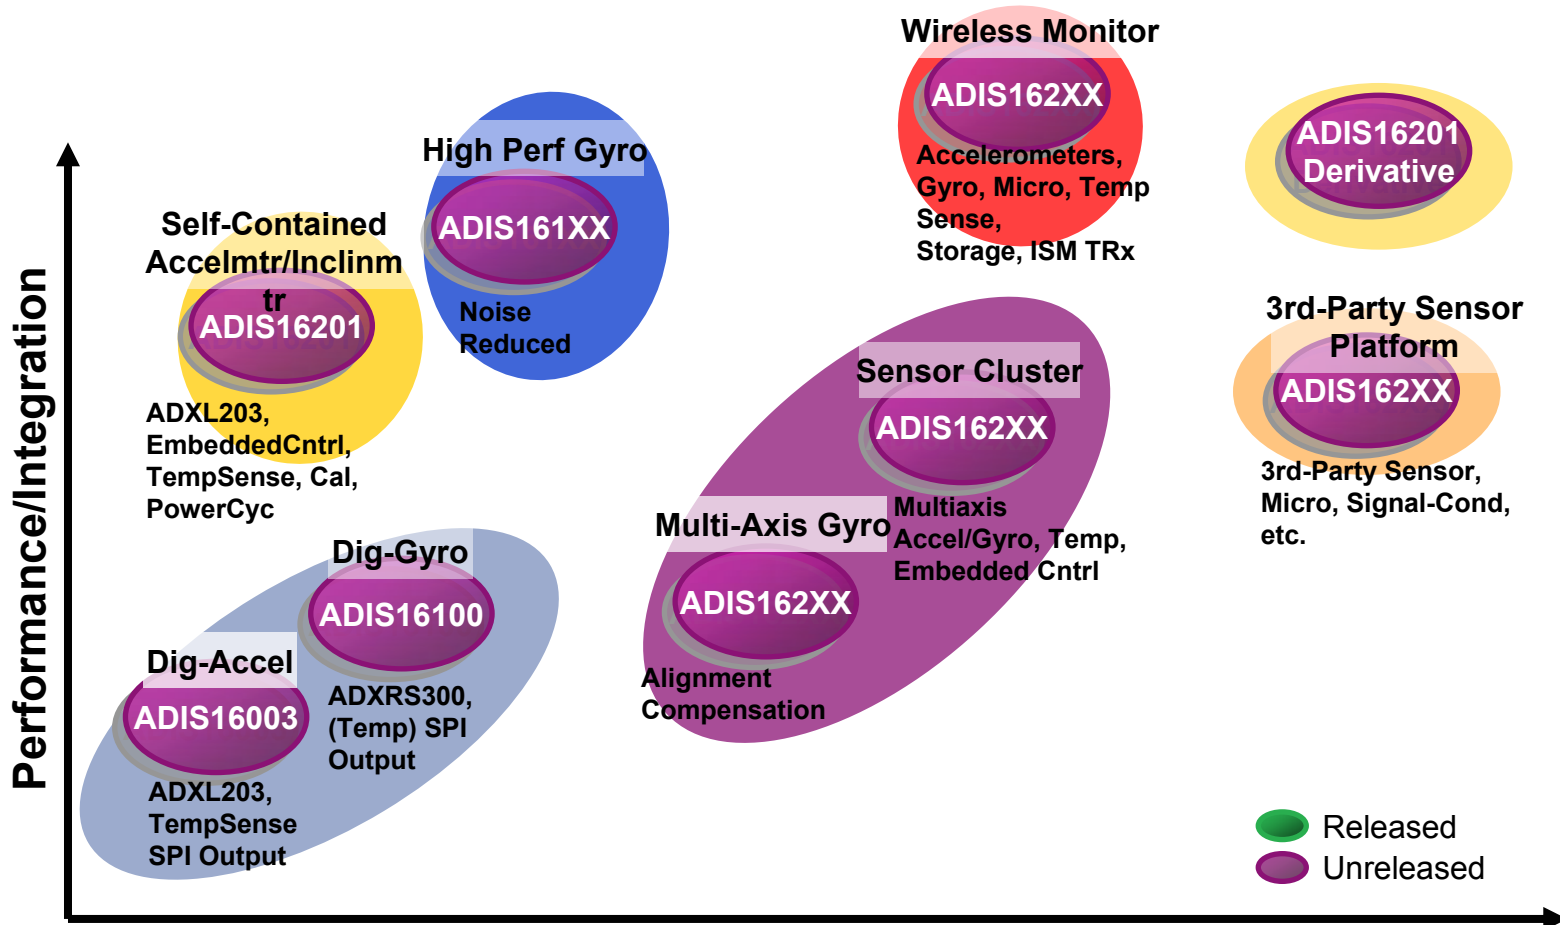 Wireless Monitor
ADIS162XX
Accelerometers,
Gyro, Micro, Temp
Sense,
Storage, ISM TRx
ADIS16201
Derivative
High Perf Gyro
ADIS161XX
Noise
Reduced
Self-Contained
Accelmtr/Inclinm
tr
ADIS16201
ADXL203,
EmbeddedCntrl,
TempSense, Cal,
PowerCyc
3rd-Party Sensor
Platform
ADIS162XX
3rd-Party Sensor,
Micro, Signal-Cond,
etc.
Sensor Cluster
ADIS162XX
Multiaxis
Accel/Gyro, Temp,
Embedded Cntrl
Multi-Axis Gyro
ADIS162XX
Alignment
Compensation
Dig-Gyro
ADIS16100
ADXRS300,
(Temp) SPI
Output
Dig-Accel
ADIS16003
ADXL203,
TempSense
SPI Output
Performance/Integration
Released
Unreleased